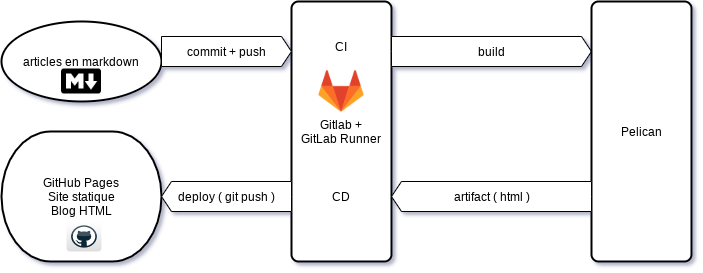 articles en markdown
M
commit + push
CI
Gitlab +
GitLab Runner
build
Pelican
artifact ( html )
CD
deploy ( git push )
GitHub Pages
Site statique
Blog HTML